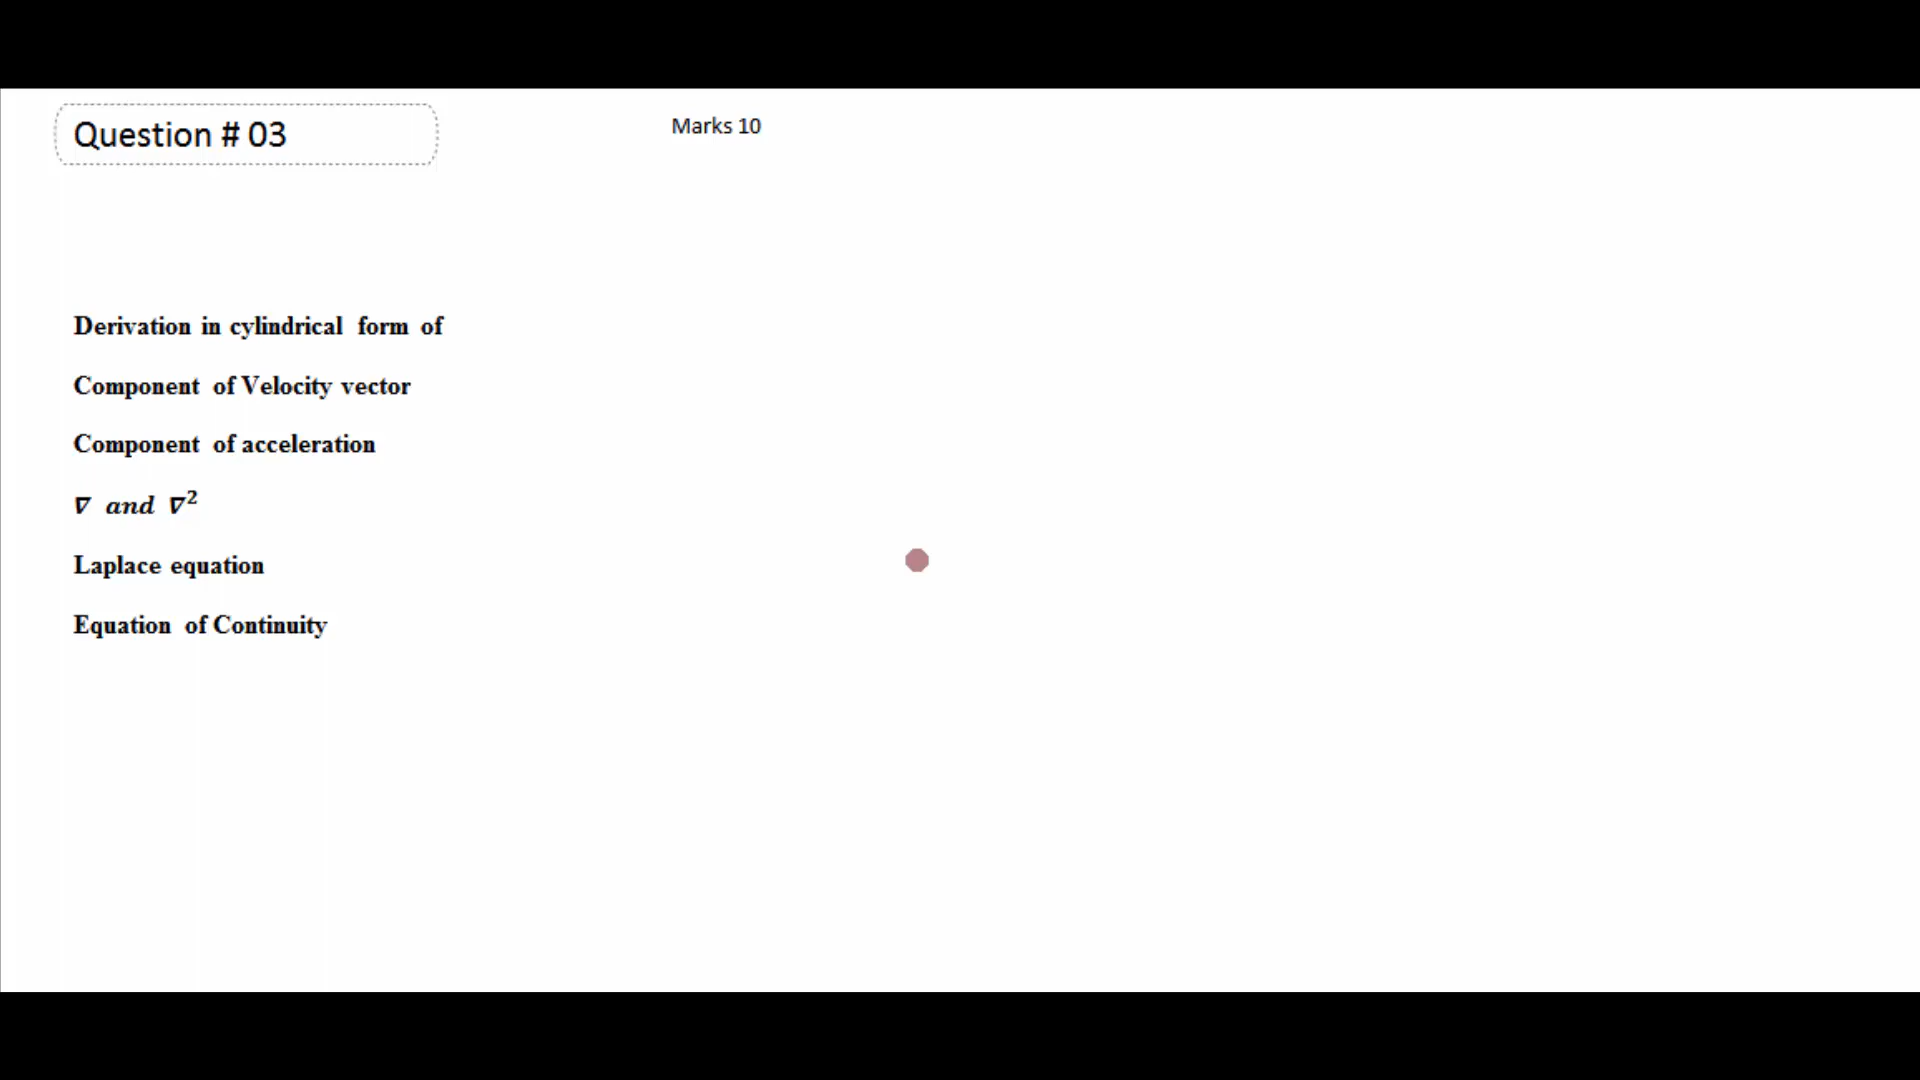 Question # 03
Marks 10
Derivation in cylindrical form of
Component of Velocity vector
Component of acceleration
∇ and ∇²
Laplace equation
Equation of Continuity